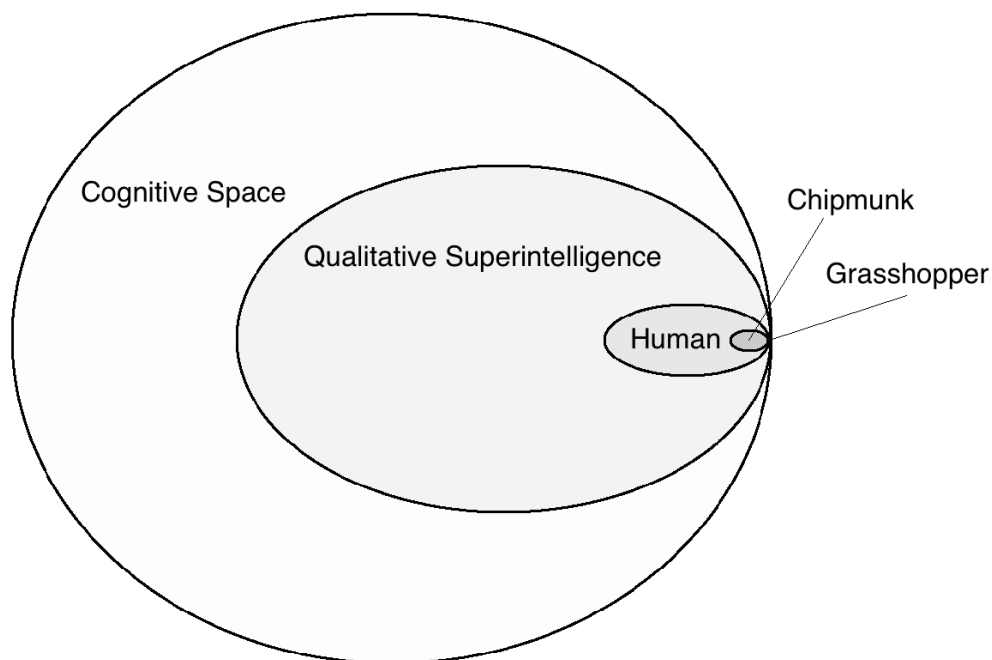 Cognitive Space
Chipmunk
Qualitative Superintelligence
Grasshopper
Human